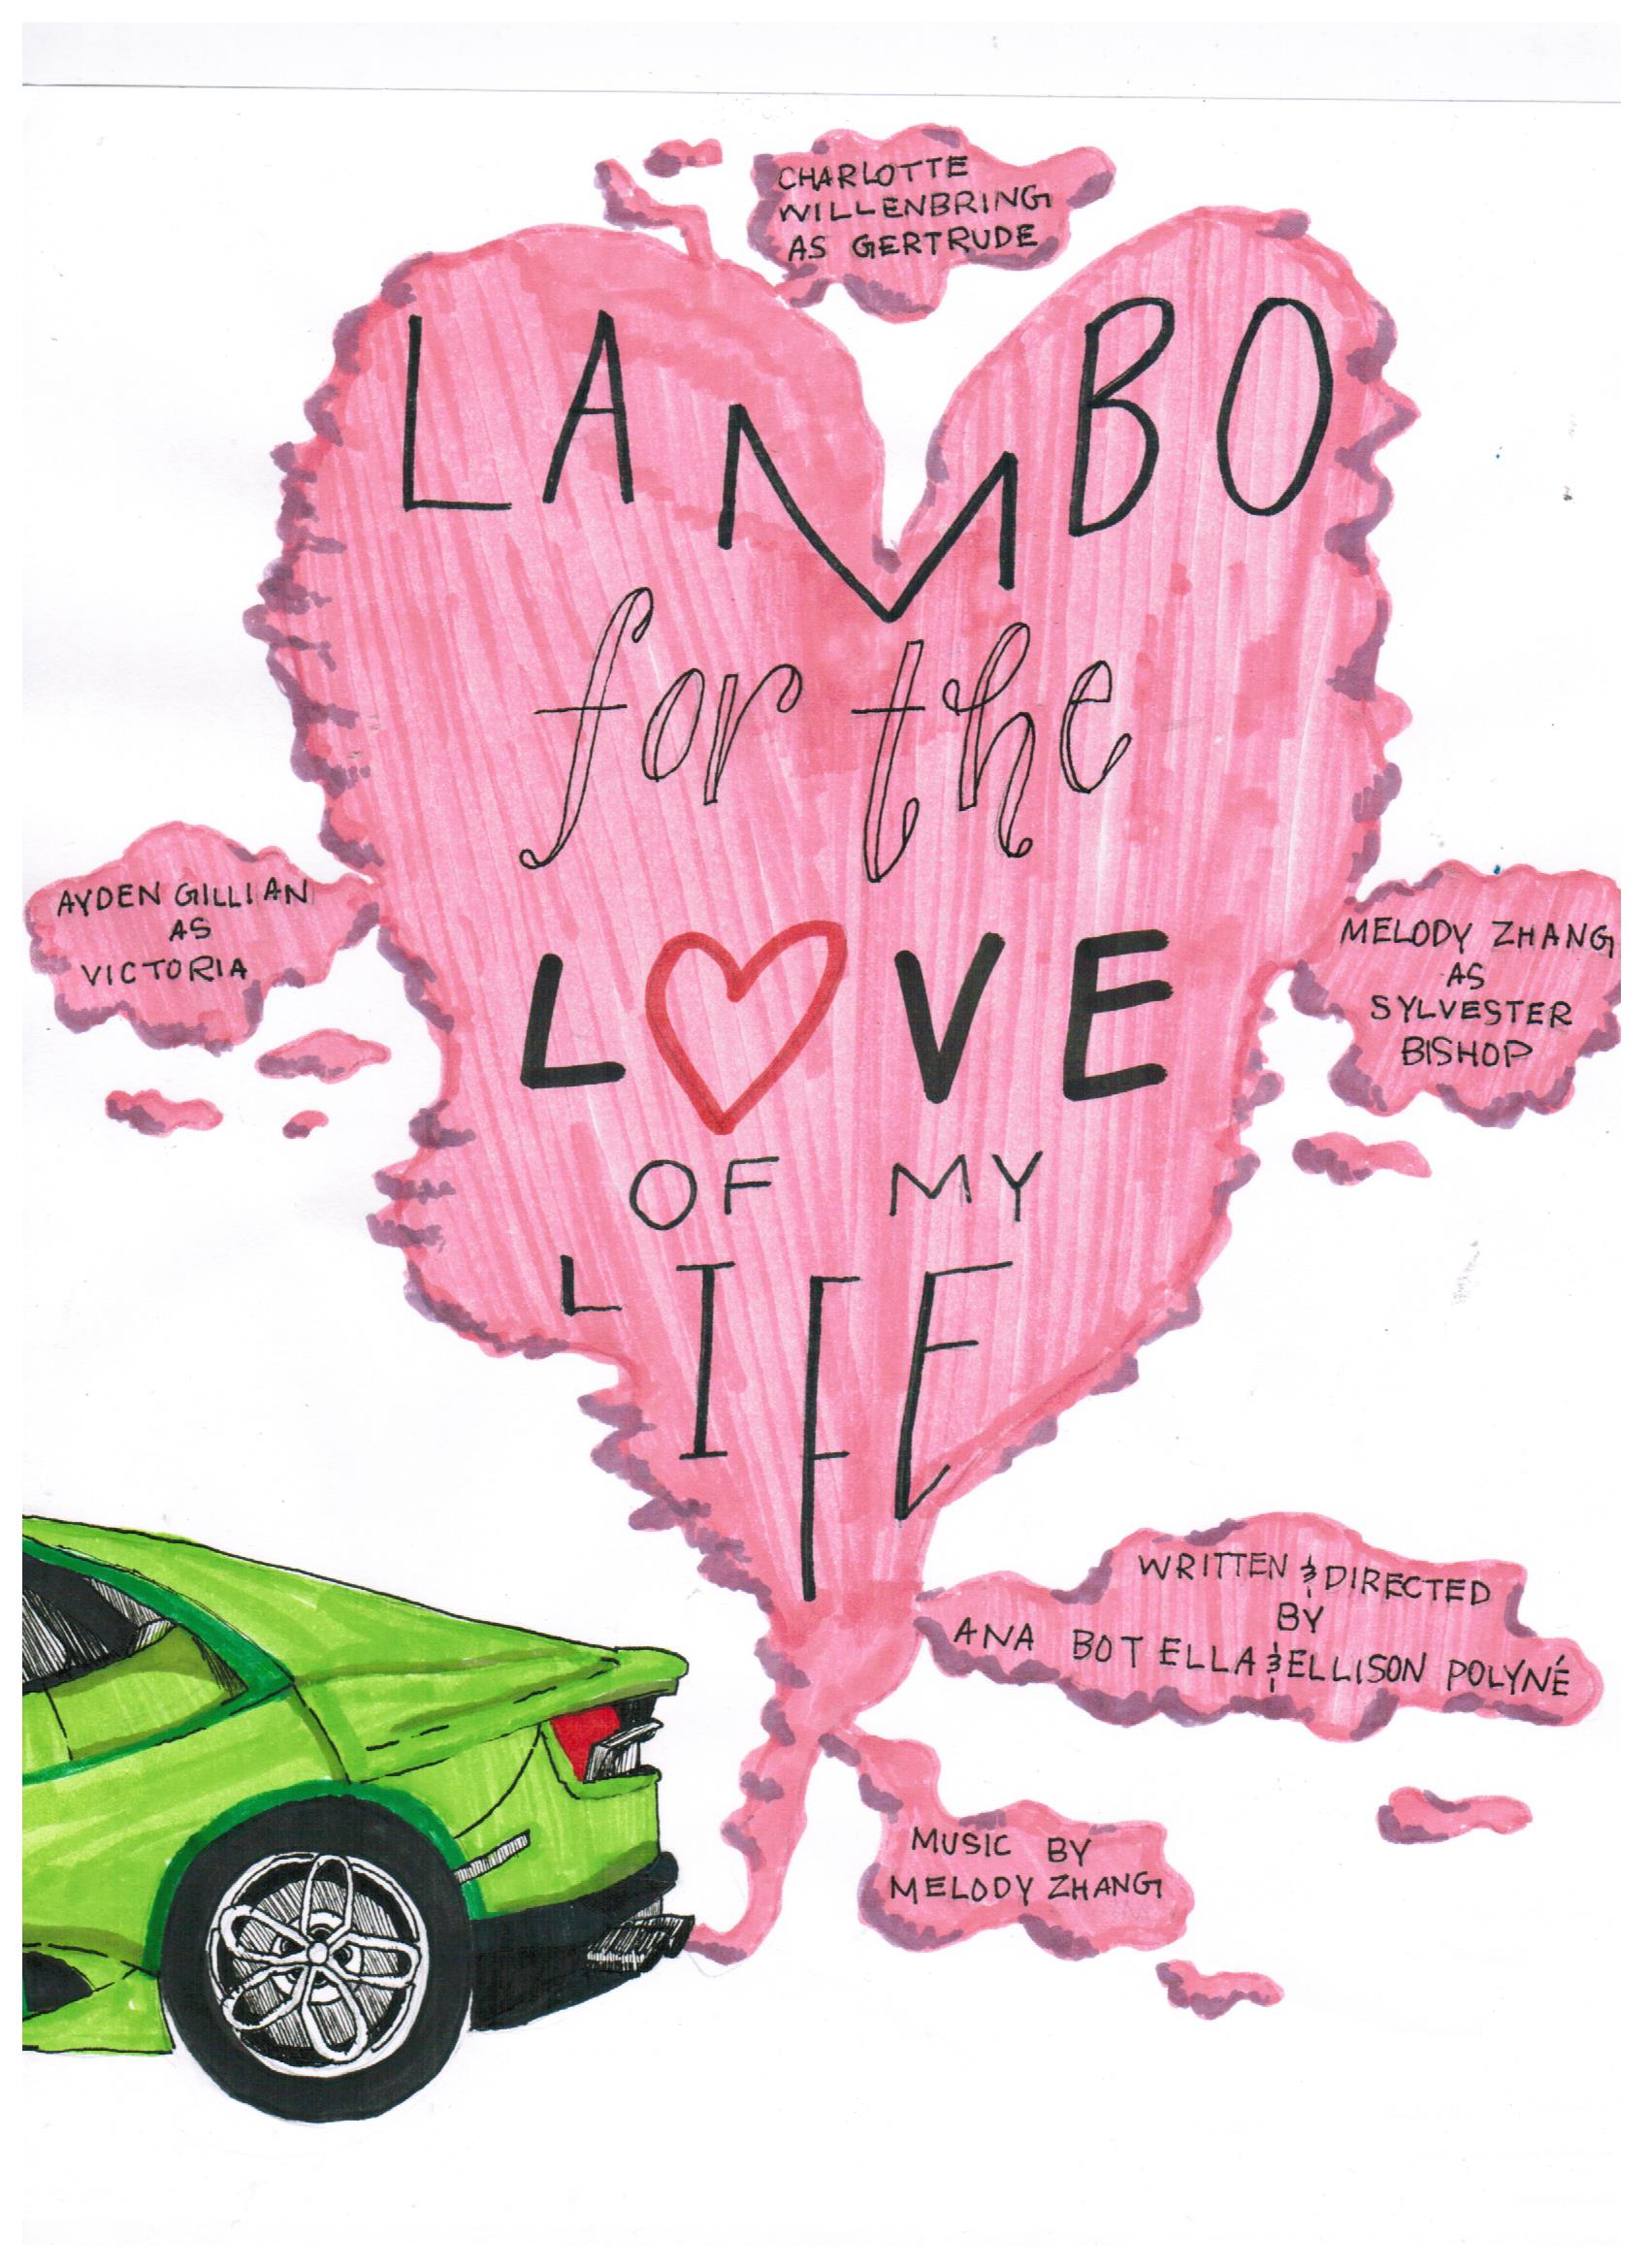 CHARLOTTE
WILLENBRING
AS GERTRUDE
LAMBO
for the
LOVE
OF MY
LIFE
AYDEN GILLIAN
AS
VICTORIA
MELODY ZHANG
AS
SYLVESTER
BISHOP
WRITTEN & DIRECTED
BY
ANA BOTELLA & ELLISON POLYNÉ
MUSIC BY
MELODY ZHANG